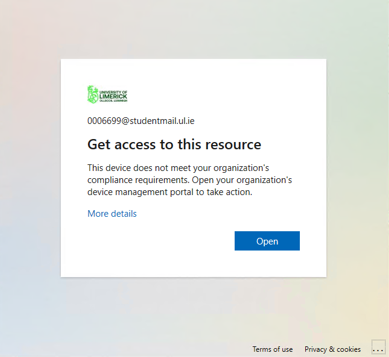 UNIVERSITY OF
LIMERICK
OLLSCOIL LUIMNIGH
0006699@studentmail.ul.ie
Get access to this resource
This device does not meet your organization's
compliance requirements. Open your organization's
device management portal to take action.
More details
Open
Terms of use Privacy & cookies ...